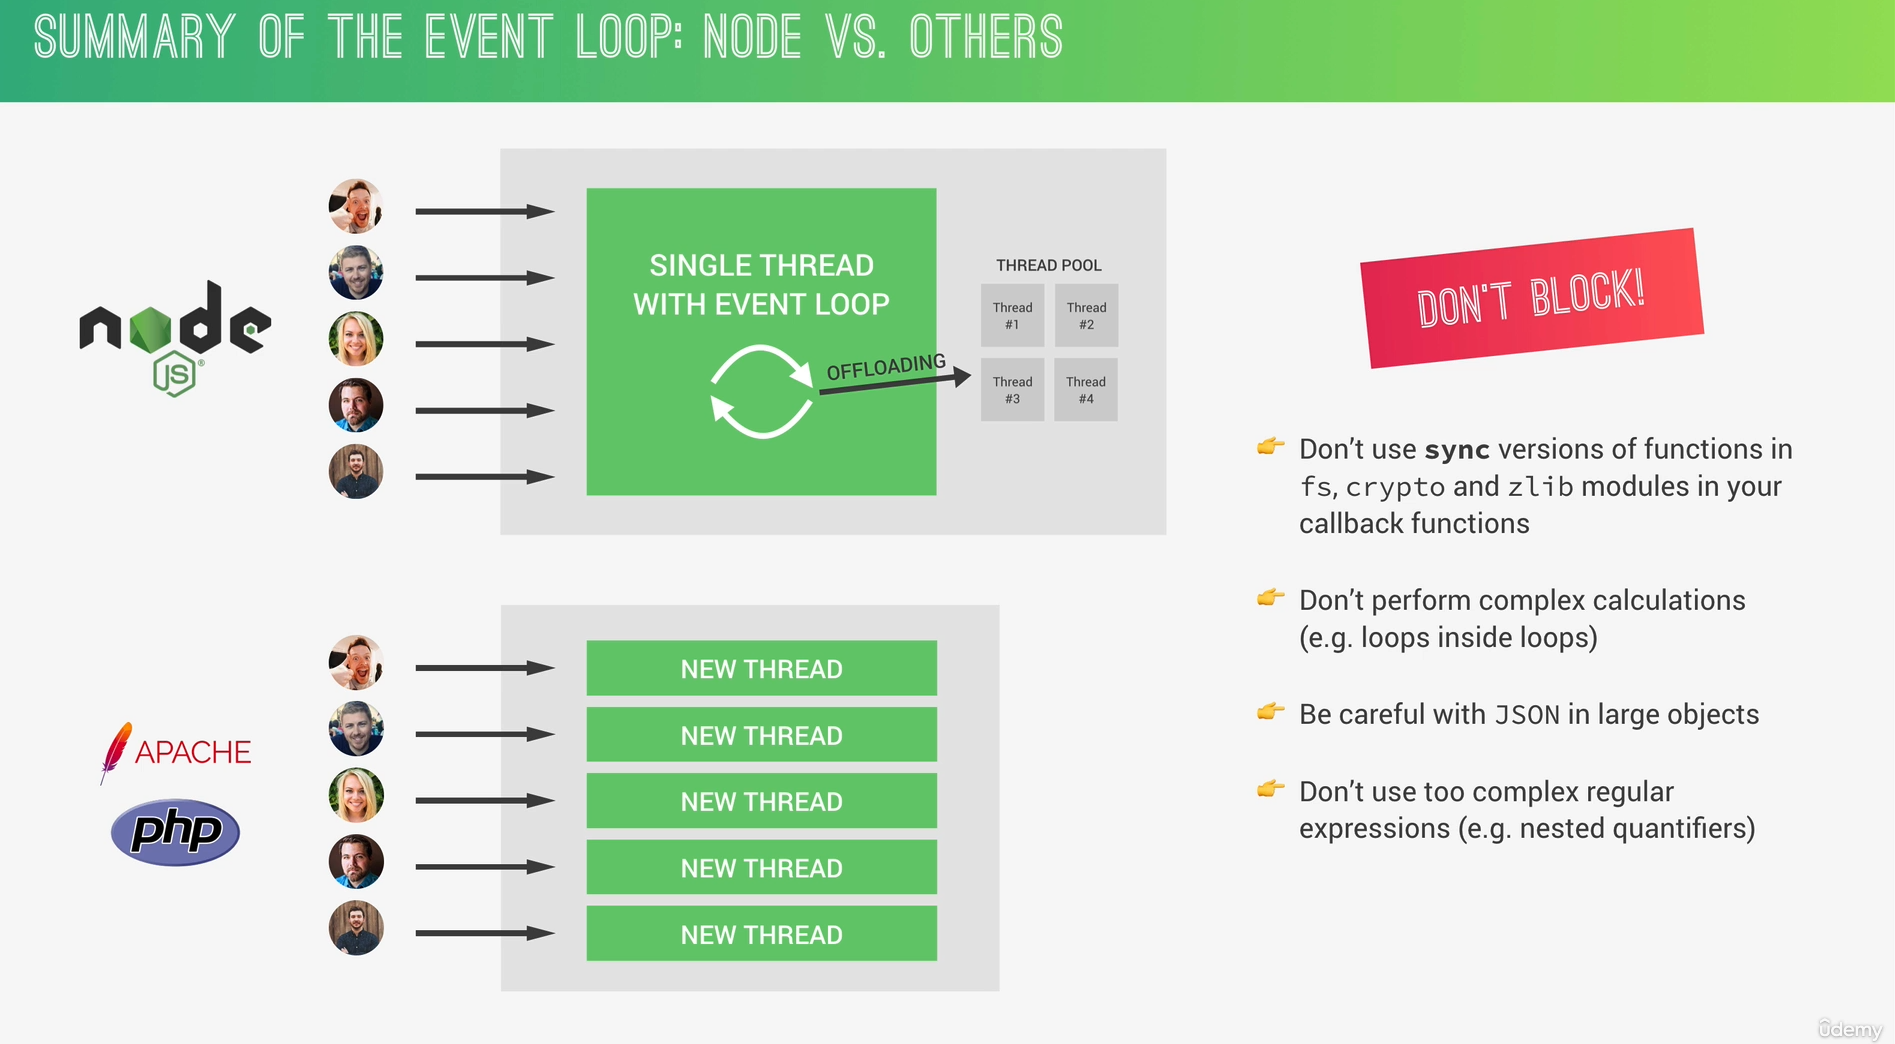 SUMMARY OF THE EVENT LOOP: NODE VS. OTHERS
node
JS®
SINGLE THREAD
WITH EVENT LOOP
OFFLOADING
THREAD POOL
Thread
#1
Thread
#2
Thread
#3
Thread
#4
APACHE
php
NEW THREAD
NEW THREAD
NEW THREAD
NEW THREAD
NEW THREAD
DON'T BLOCK!
👉 Don’t use sync versions of functions in
fs, crypto and zlib modules in your
callback functions
👉 Don’t perform complex calculations
(e.g. loops inside loops)
👉 Be careful with JSON in large objects
👉 Don’t use too complex regular
expressions (e.g. nested quantifiers)
ûdemy